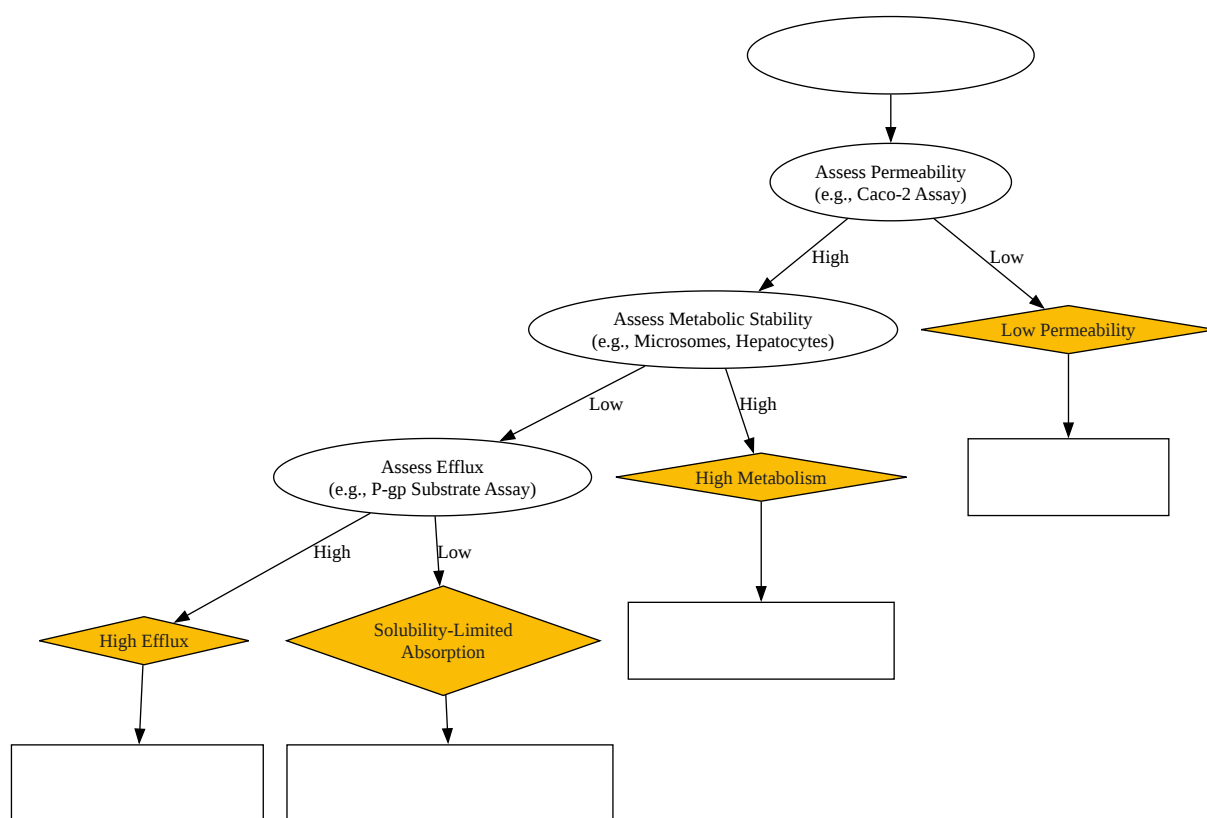 Assess Permeability
(e.g., Caco-2 Assay)
High
Low
Assess Metabolic Stability
(e.g., Microsomes, Hepatocytes)
Low Permeability
Low
High
Assess Efflux
(e.g., P-gp Substrate Assay)
High Metabolism
High
Low
High Efflux
Solubility-Limited
Absorption